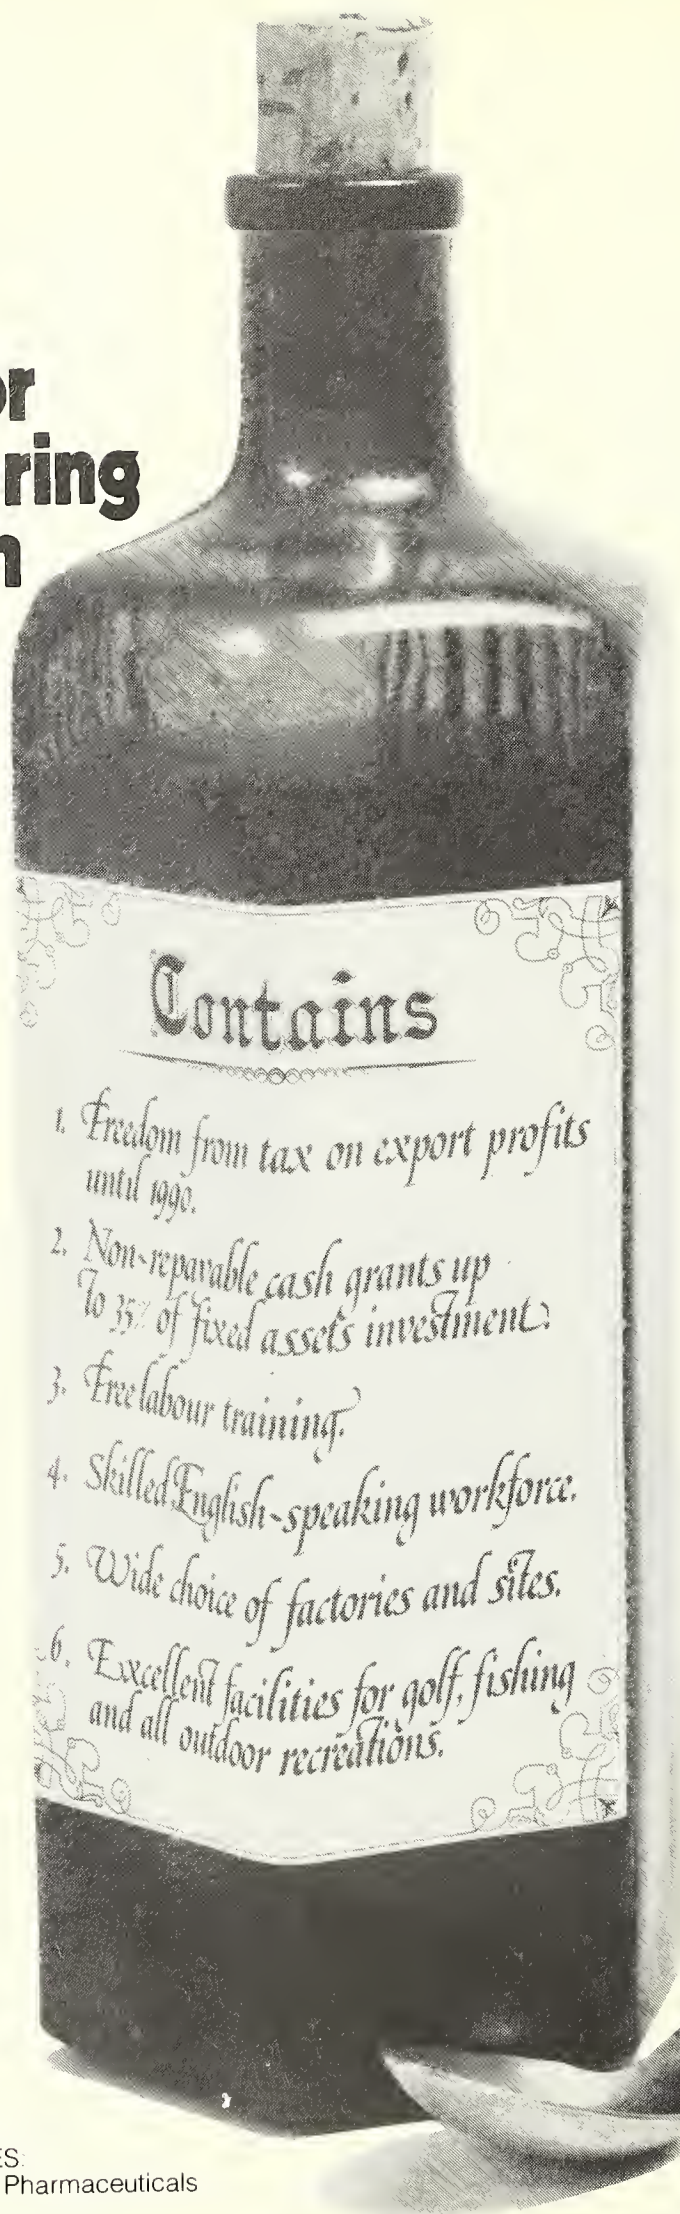 or
ring
n
Contains
1. Freedom from tax on export profits
until 1990.
2. Non-repayable cash grants up
to 35% of fixed assets investment.
3. Free labour training.
4. Skilled, English-speaking workforce.
5. Wide choice of factories and sites.
6. Excellent facilities for golf, fishing
and all outdoor recreations.
ES:
Pharmaceuticals